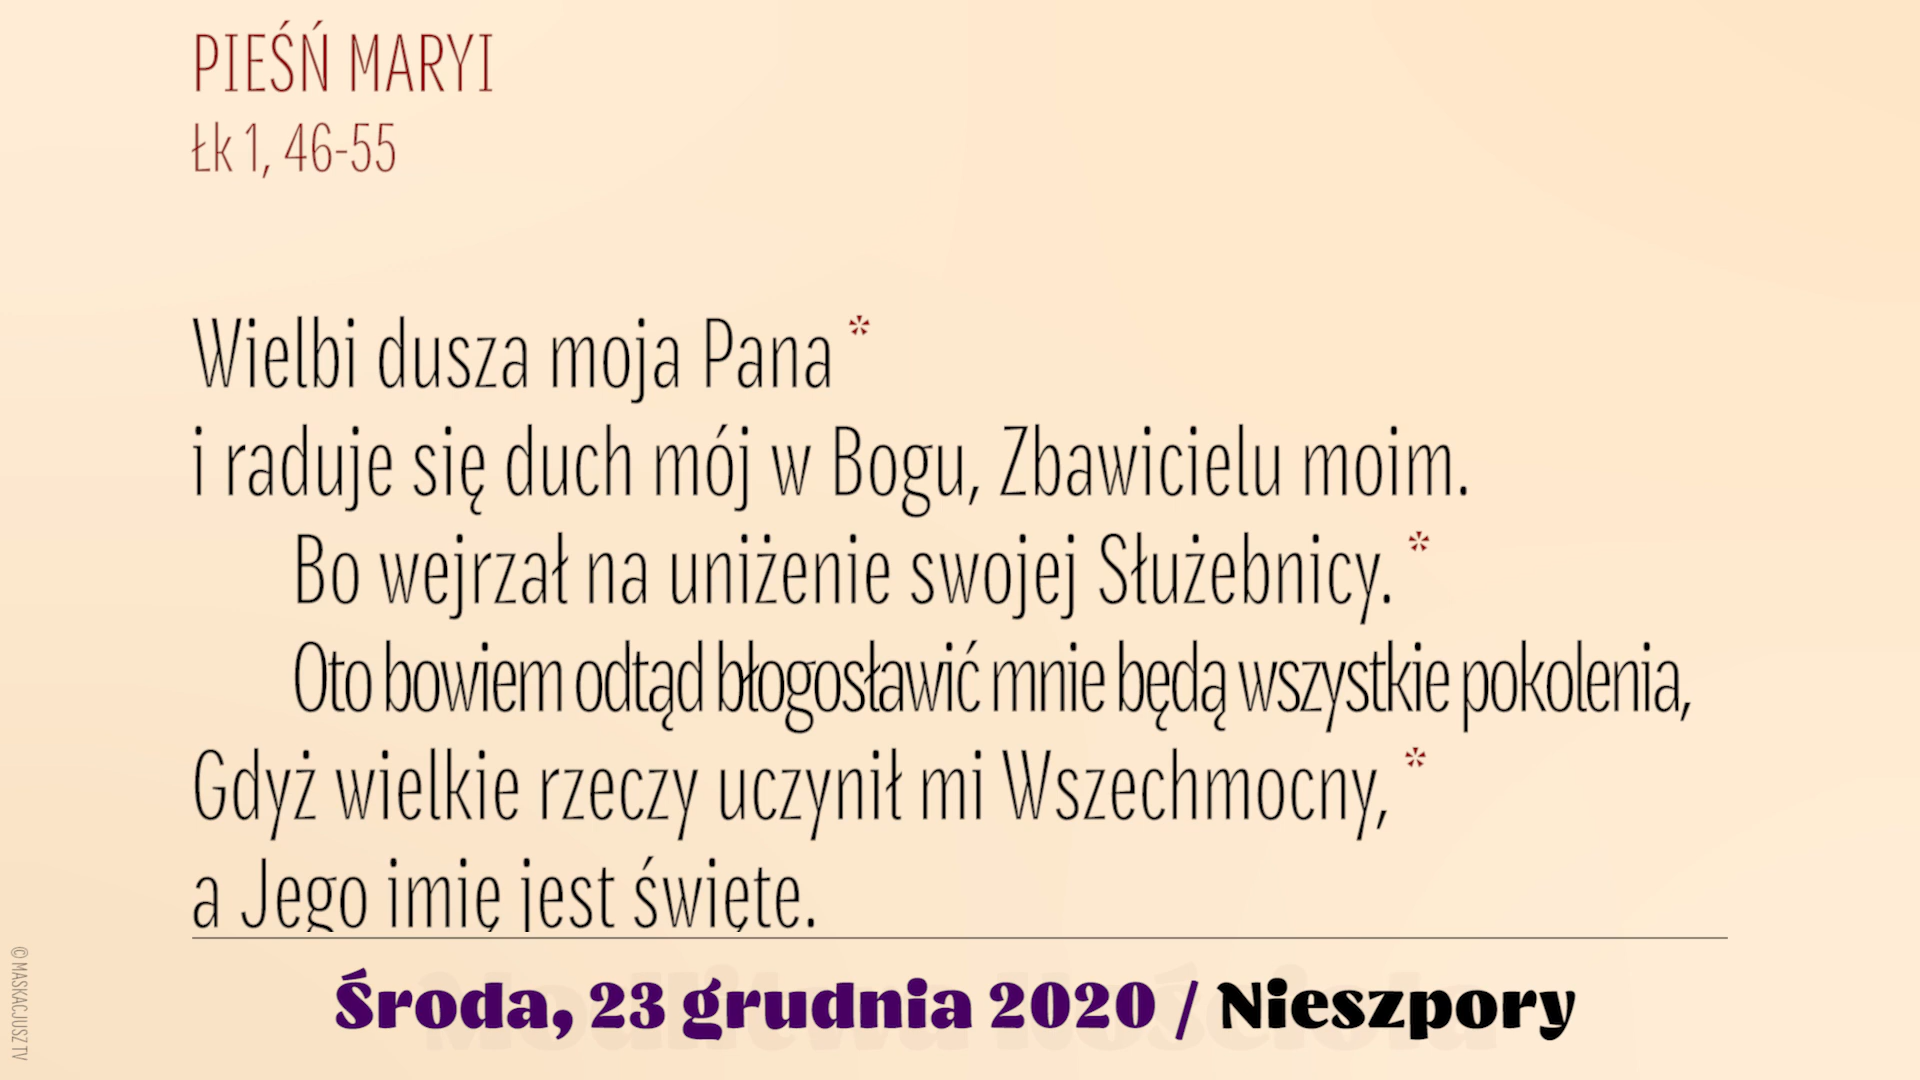 PIEŚŃ MARYI
Łk 1, 46-55
Wielbi dusza moja Pana *
i raduje się duch mój w Bogu, Zbawicielu moim.
Bo wejrzał na uniżenie swojej Służebnicy. *
Oto bowiem odtąd błogosławić mnie będą wszystkie pokolenia,
Gdyż wielkie rzeczy uczynił mi Wszechmocny, *
a Jego imię jest święte.
Środa, 23 grudnia 2020 / Nieszpory
© MASKACJUSZ TV